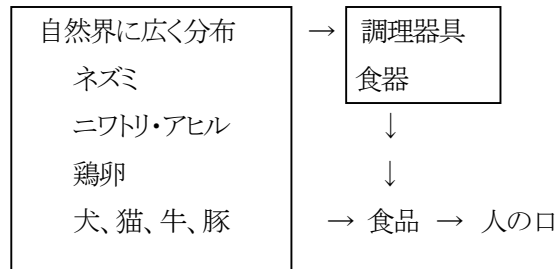 自然界に広く分布 → 調理器具
ネズミ 食器
ニワトリ・アヒル ↓
鶏卵 ↓
犬、猫、牛、豚 → 食品 → 人の口